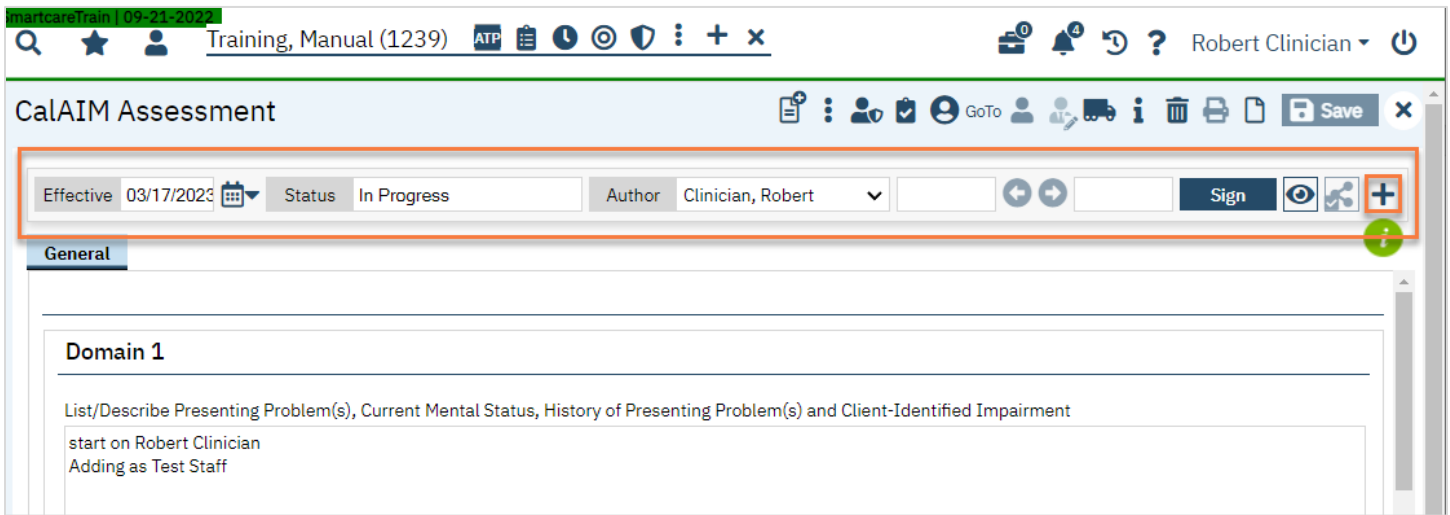 SmartcareTrain | 09-21-2022
Training, Manual (1239) ATP 0 4 ? Robert Clinician
CalAIM Assessment GoTo i Save
Effective 03/17/2023 Status In Progress Author Clinician, Robert Sign
i
General
Domain 1
List/Describe Presenting Problem(s), Current Mental Status, History of Presenting Problem(s) and Client-Identified Impairment
start on Robert Clinician
Adding as Test Staff